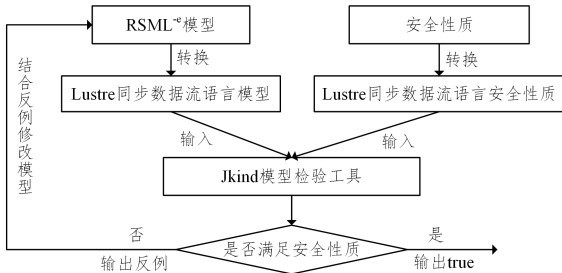 RSML⁻ᵉ模型
安全性质
转换
转换
Lustre同步数据流语言模型
Lustre同步数据流语言安全性质
结合反例修改模型
输入
输入
Jkind模型检验工具
否
是否满足安全性质
是
输出反例
输出true